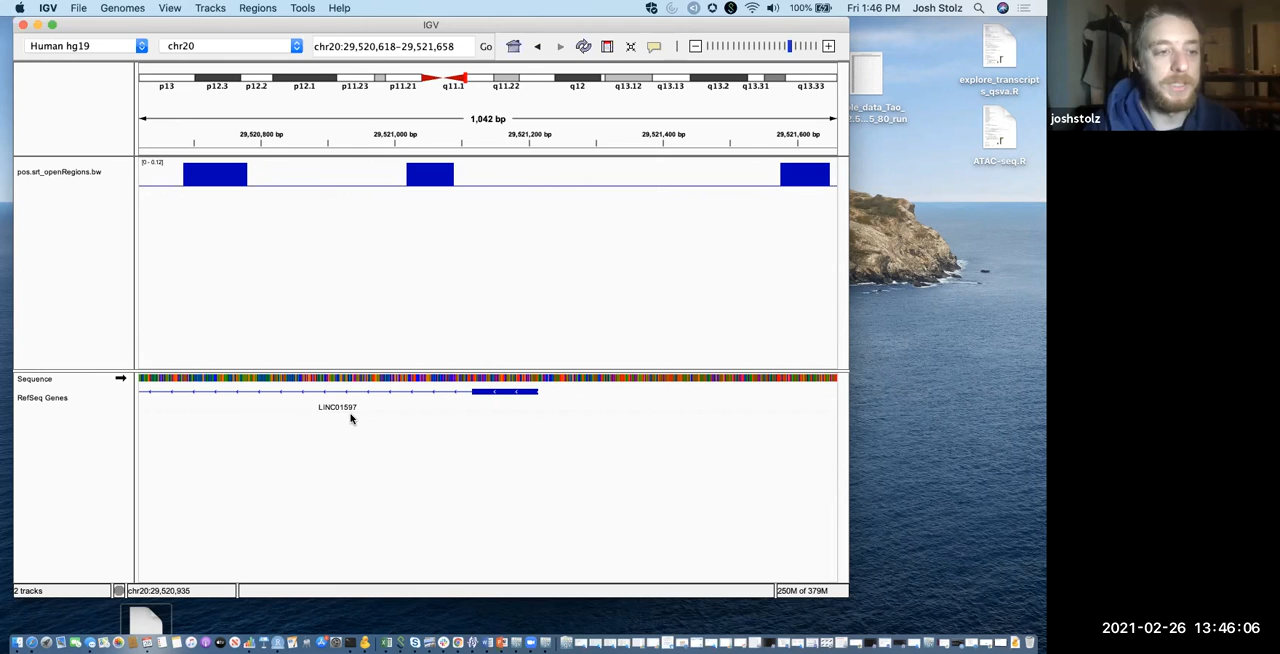 IGV File Genomes View Tracks Regions Tools Help 100% Fri 1:46 PM Josh Stolz
IGV
Human hg19 chr20 chr20:29,520,618-29,521,658 Go
p13 p12.3 p12.2 p12.1 p11.23 p11.21 q11.1 q11.22 q12 q13.12 q13.13 q13.2 q13.31 q13.33
1,042 bp
29,520,800 bp 29,521,000 bp 29,521,200 bp 29,521,400 bp 29,521,600 bp
[0 - 0.12]
pos.srt_openRegions.bw
Sequence
RefSeq Genes
LINC01597
2 tracks chr20:29,520,935 250M of 379M
explore_transcript
s_qsva.R
.r
ATAC-seq.R
.r
le_data_Tao_
2.5...5_80_run
joshstolz
2021-02-26 13:46:06